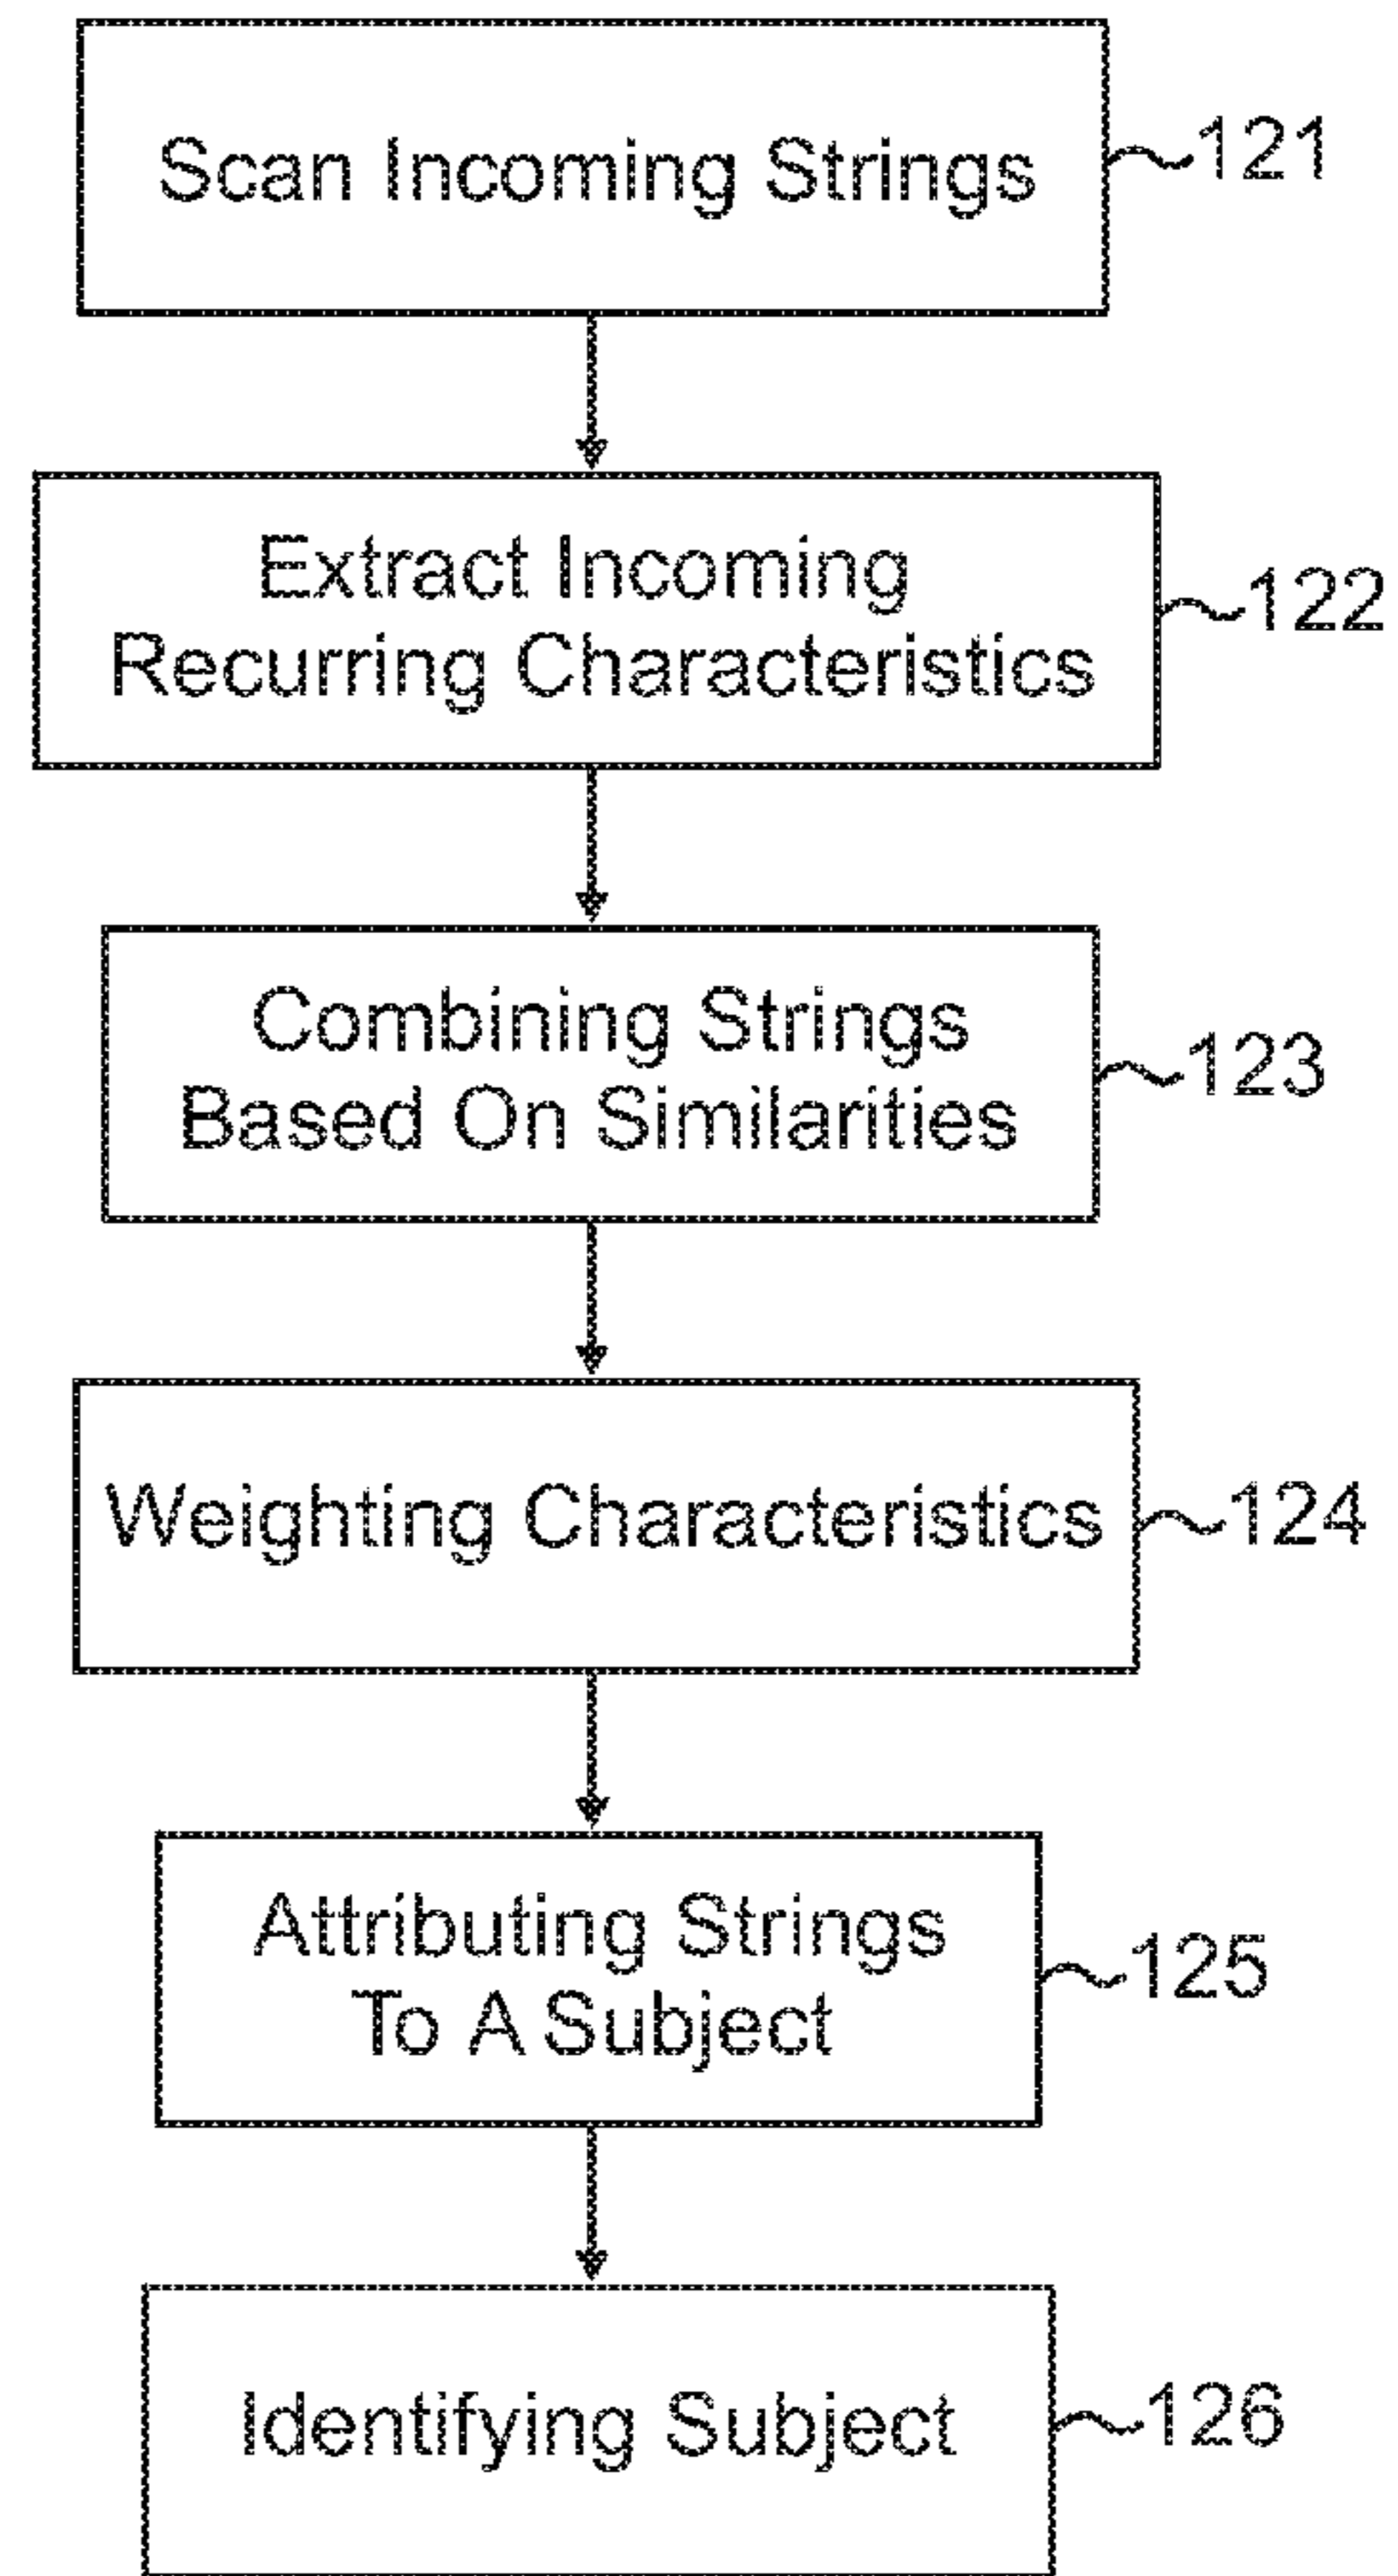 Scan Incoming Strings
121
Extract Incoming
Recurring Characteristics
122
Combining Strings
Based On Similarities
123
Weighting Characteristics
124
Attributing Strings
To A Subject
125
Identifying Subject
126